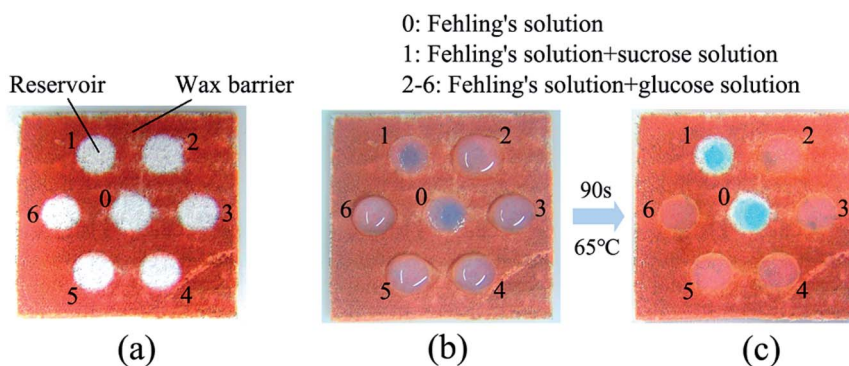 0: Fehling's solution
1: Fehling's solution+sucrose solution
2-6: Fehling's solution+glucose solution
Reservoir
Wax barrier
1
2
0
6
3
5
4
1
2
0
6
3
5
4
90s
65℃
1
2
0
6
3
5
4
(a)
(b)
(c)